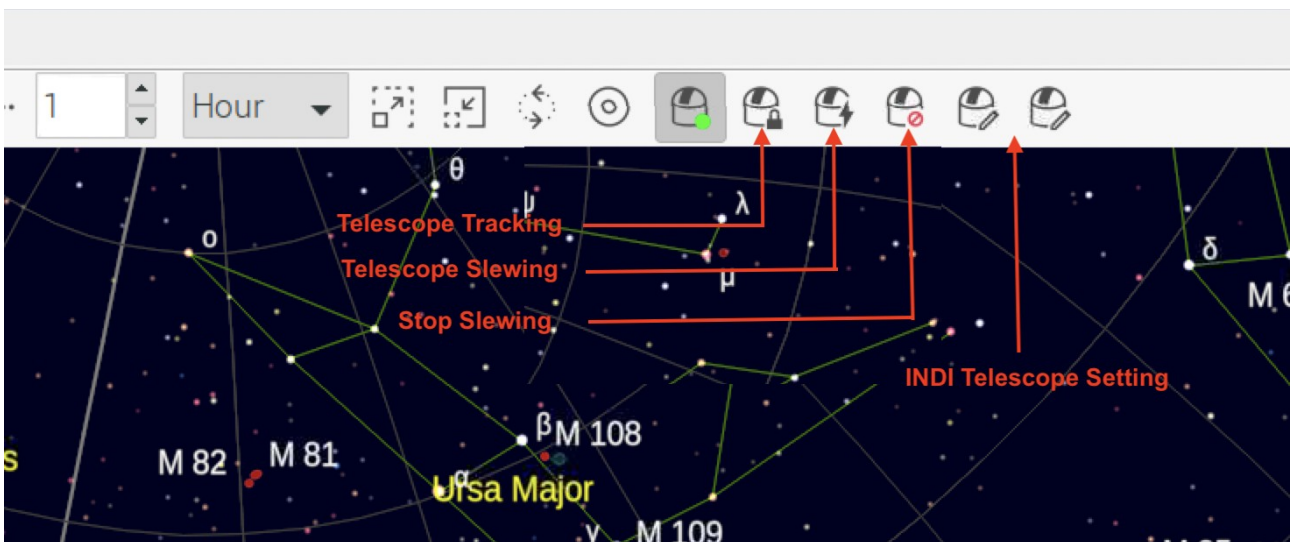 1
Hour
θ
μ
λ
Telescope Tracking
ο
μ
δ
Telescope Slewing
M 6
Stop Slewing
INDI Telescope Setting
β
M 108
s
M 82
M 81
α
Ursa Major
γ
M 109